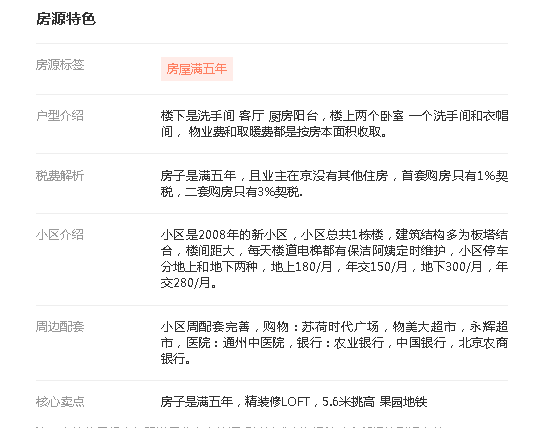 房源特色
房源标签
房屋满五年
户型介绍
楼下是洗手间 客厅 厨房阳台，楼上两个卧室 一个洗手间和衣帽
间， 物业费和取暖费都是按房本面积收取。
税费解析
房子是满五年，且业主在京没有其他住房，首套购房只有1%契
税，二套购房只有3%契税.
小区介绍
小区是2008年的新小区，小区总共1栋楼，建筑结构多为板塔结
合，楼间距大，每天楼道电梯都有保洁阿姨定时维护，小区停车
分地上和地下两种，地上180/月，年交150/月，地下300/月，年
交280/月。
周边配套
小区周配套完善，购物：苏荷时代广场，物美大超市，永辉超
市，医院：通州中医院，银行：农业银行，中国银行，北京农商
银行。
核心卖点
房子是满五年，精装修LOFT，5.6米挑高 果园地铁